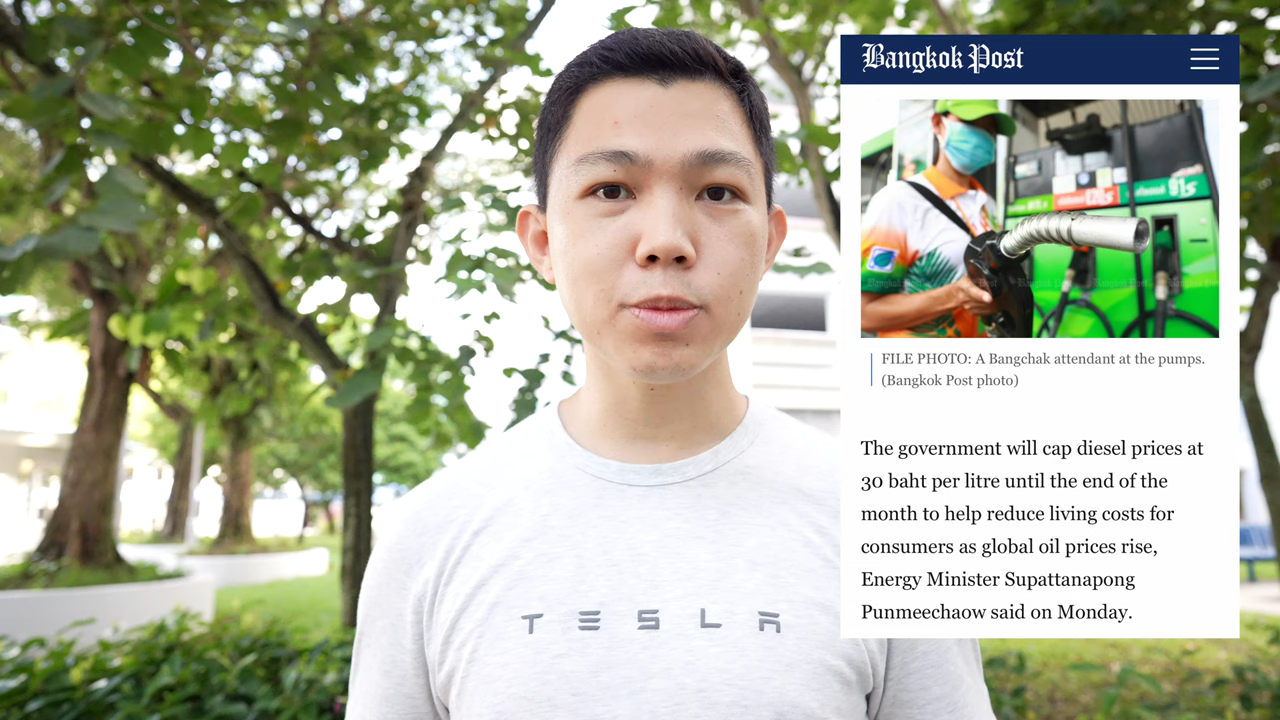 Bangkok Post
FILE PHOTO: A Bangchak attendant at the pumps.
(Bangkok Post photo)
The government will cap diesel prices at
30 baht per litre until the end of the
month to help reduce living costs for
consumers as global oil prices rise,
Energy Minister Supattanapong
Punmeechaow said on Monday.
TESLA